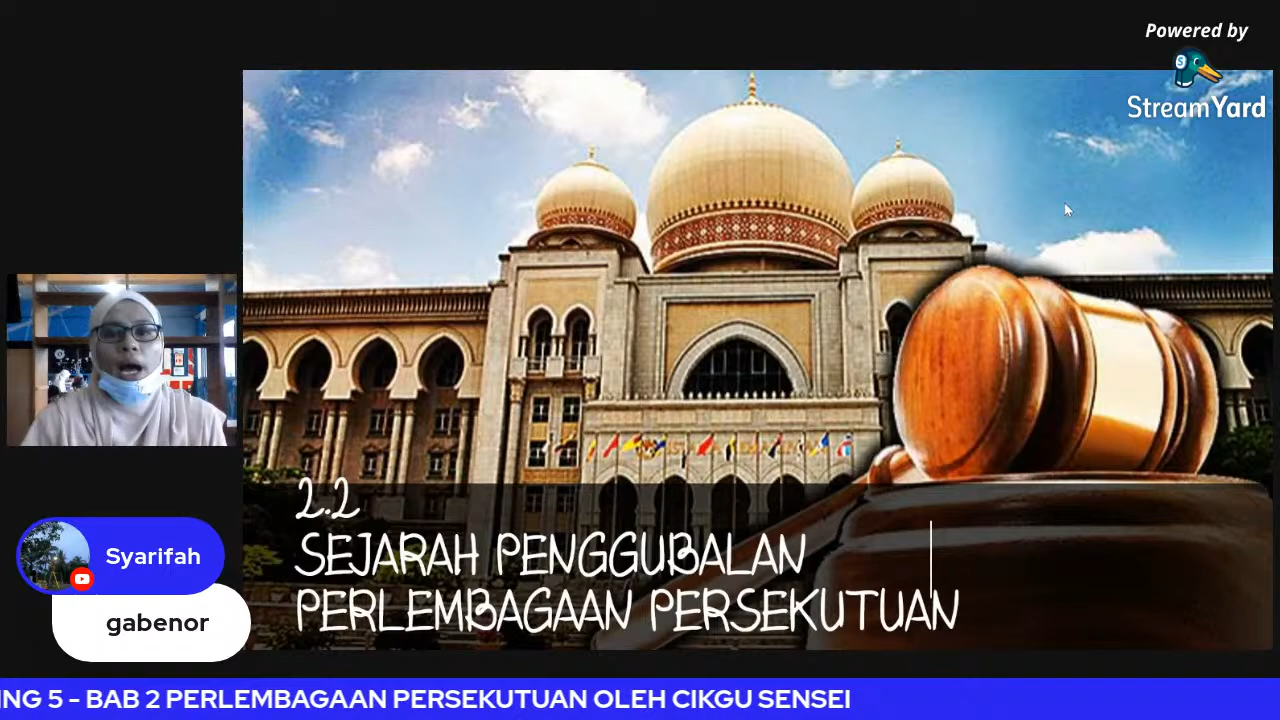 Powered by
StreamYard
2.2
SEJARAH PENGGUBALAN
PERLEMBAGAAN PERSEKUTUAN
Syarifah
gabenor
ING 5 - BAB 2 PERLEMBAGAAN PERSEKUTUAN OLEH CIKGU SENSEI